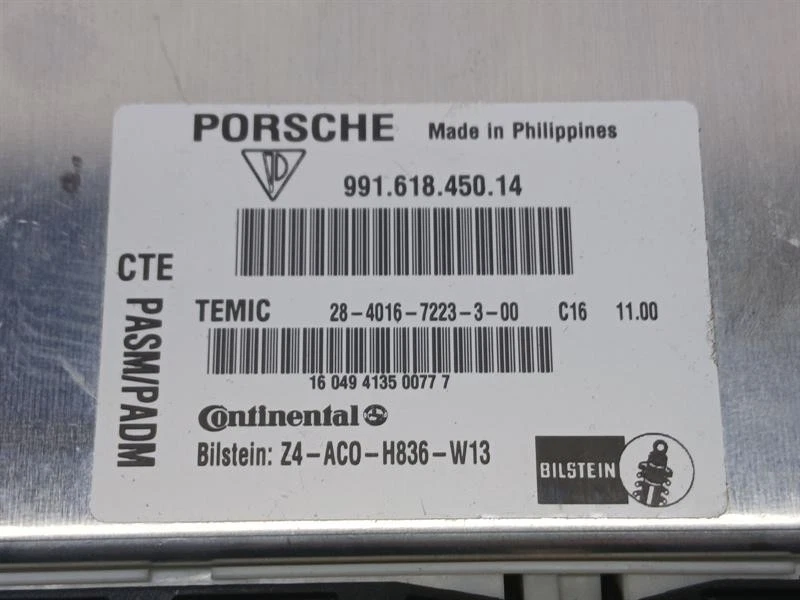 PORSCHE Made in Philippines
991.618.450.14
CTE
PASM/PADM
TEMIC 28-4016-7223-3-00 C16 11.00
16 049 4135 0077 7
Continental
Bilstein: Z4-ACO-H836-W13
BILSTEIN